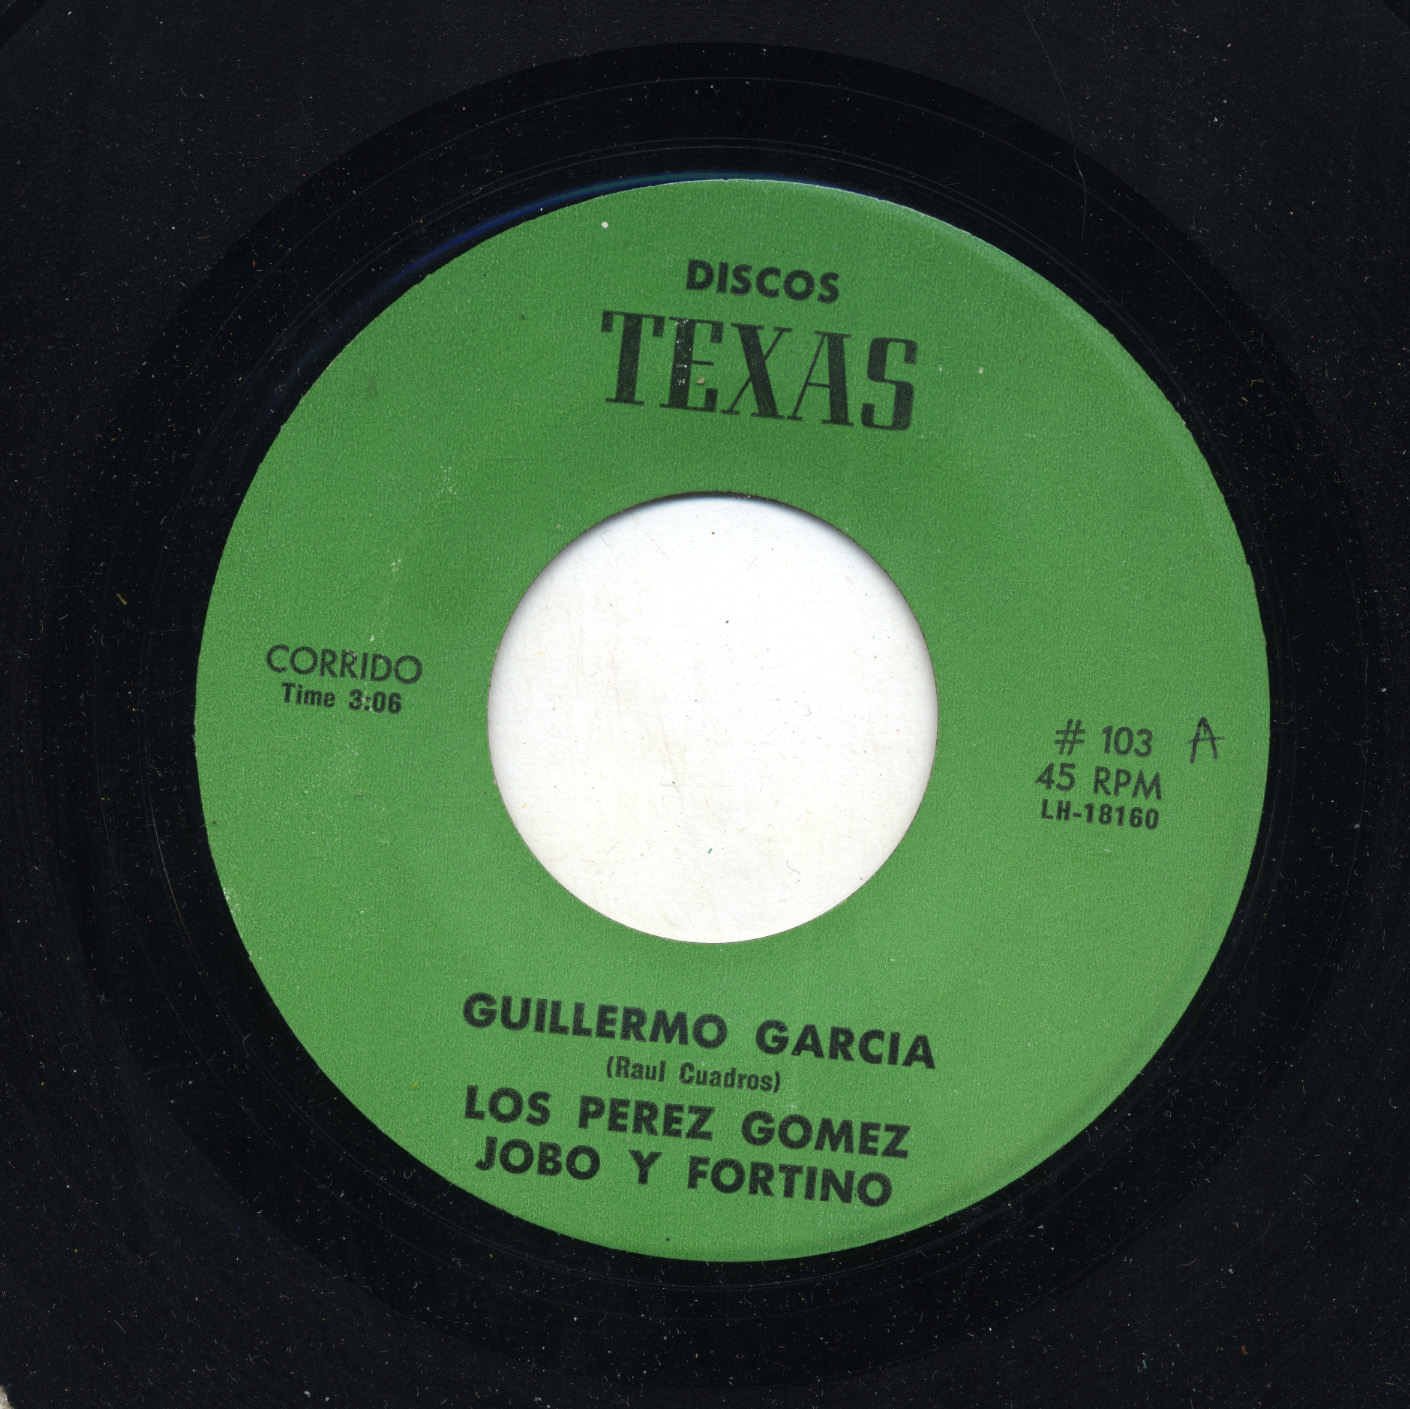 DISCOS
TEXAS
CORRIDO
Time 3:06
# 103 A
45 RPM
LH-18160
GUILLERMO GARCIA
(Raul Cuadros)
LOS PEREZ GOMEZ
JOBO Y FORTINO